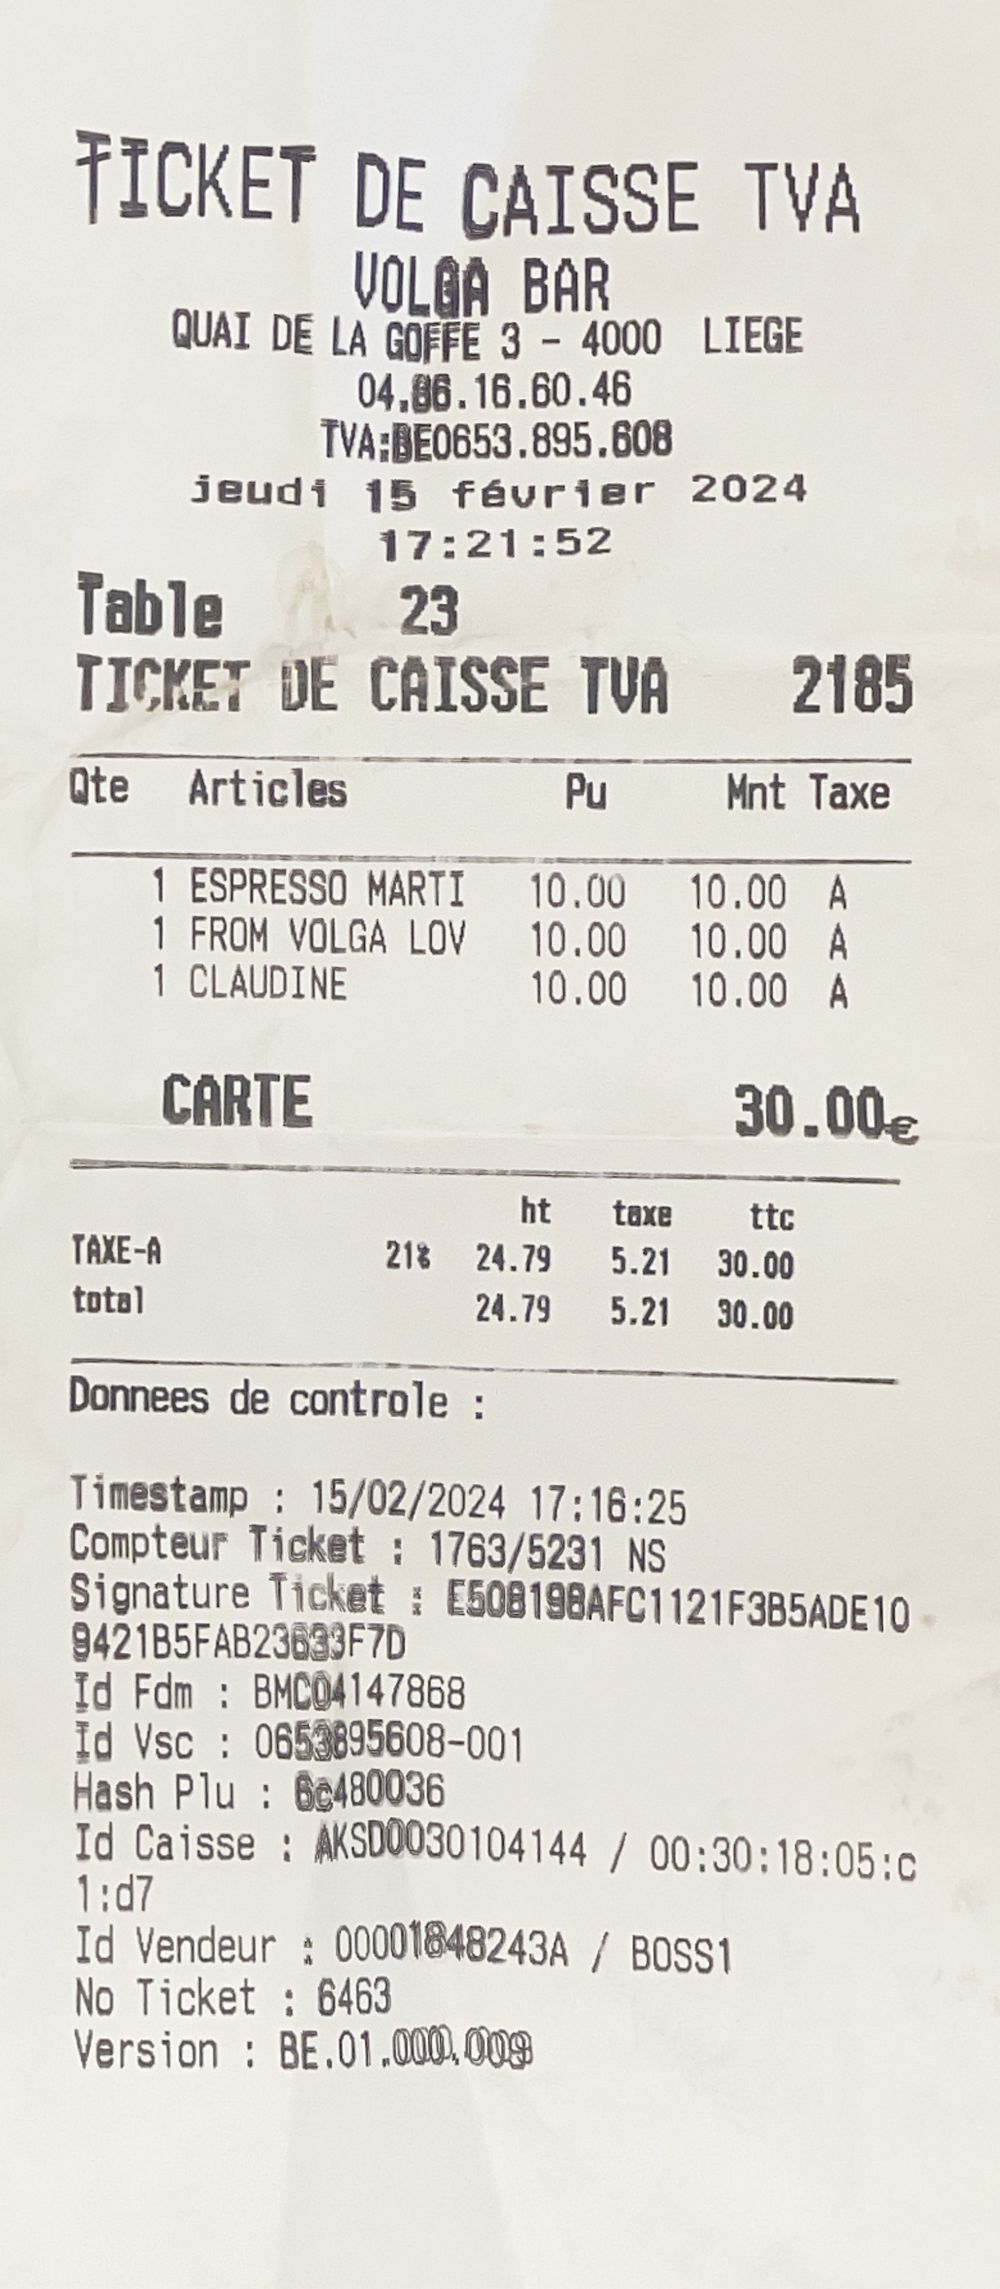 TICKET DE CAISSE TVA
VOLGA BAR
QUAI DE LA GOFFE 3 - 4000 LIEGE
04.86.16.60.46
TVA:BE0653.895.608
jeudi 15 février 2024
17:21:52
Table 23
TICKET DE CAISSE TVA 2185
Qte Articles Pu Mnt Taxe
1 ESPRESSO MARTI 10.00 10.00 A
1 FROM VOLGA LOV 10.00 10.00 A
1 CLAUDINE 10.00 10.00 A
CARTE 30.00€
ht taxe ttc
TAXE-A 21% 24.79 5.21 30.00
total 24.79 5.21 30.00
Donnees de controle :
Timestamp : 15/02/2024 17:16:25
Compteur Ticket : 1763/5231 NS
Signature Ticket : E508198AFC1121F3B5ADE10
9421B5FAB23633F7D
Id Fdm : BMC04147868
Id Vsc : 0653895608-001
Hash Plu : 6c480036
Id Caisse : AKSD0030104144 / 00:30:18:05:c
1:d7
Id Vendeur : 00001848243A / BOSS1
No Ticket : 6463
Version : BE.01.000.009